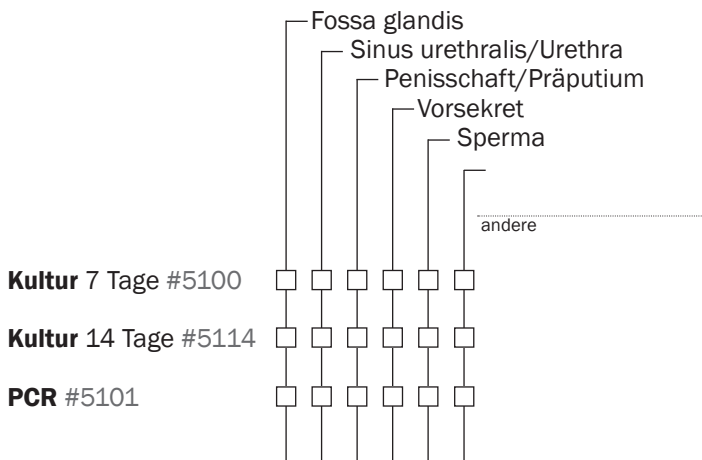 Fossa glandis
Sinus urethralis/Urethra
Penisschaft/Präputium
Vorsekret
Sperma
andere
Kultur 7 Tage #5100
Kultur 14 Tage #5114
PCR #5101